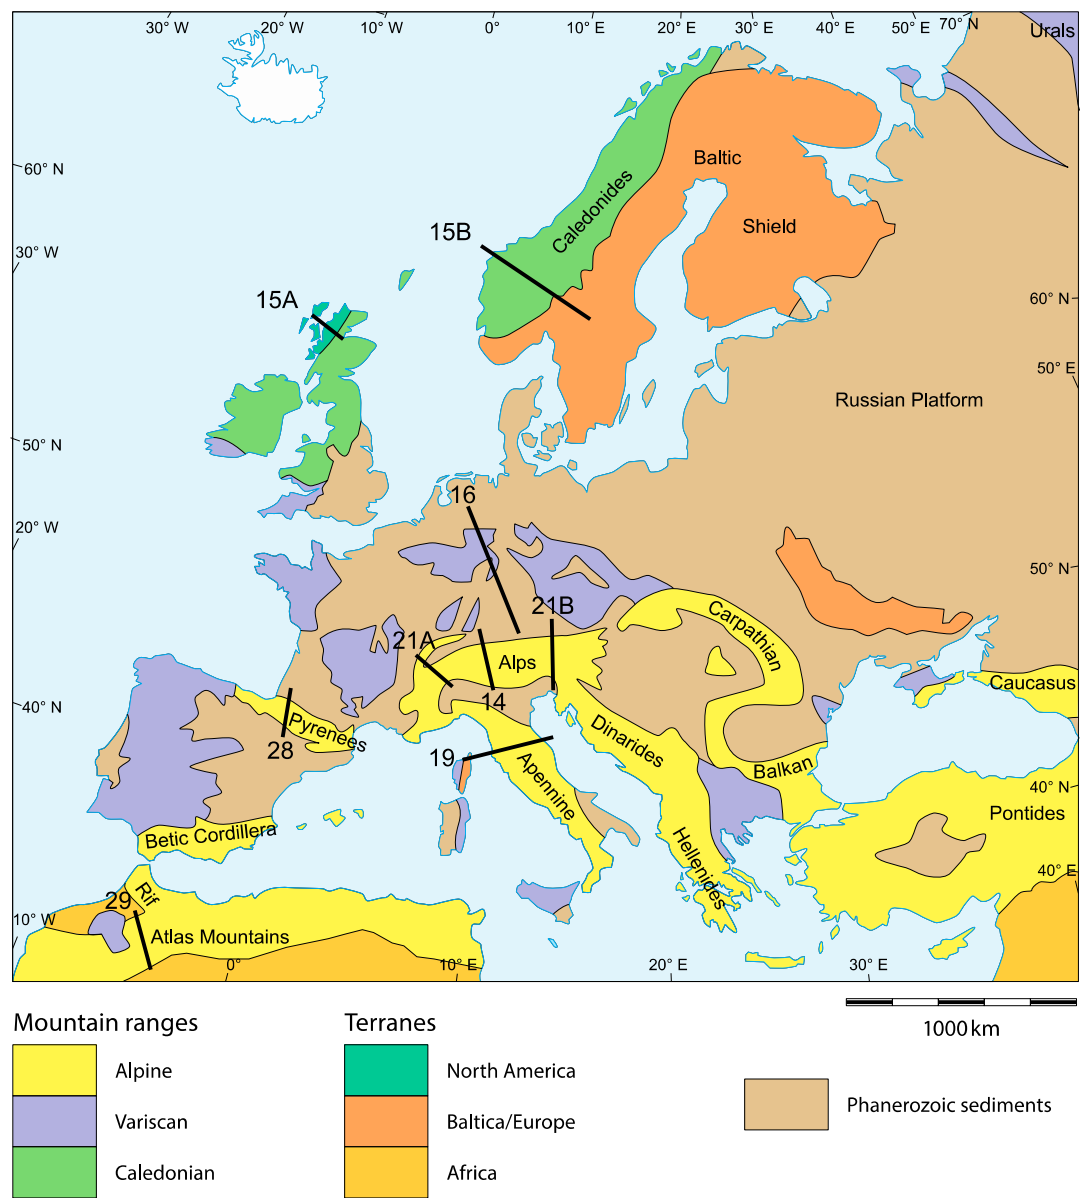 30° W
20° W
10° W
0°
10° E
20° E
30° E
40° E
50° E
70° N
Urals
60° N
Baltic
Caledonides
Shield
15B
30° W
15A
60° N
50° E
Russian Platform
50° N
16
20° W
50° N
21B
Carpathian
21A
Alps
Caucasus
14
40° N
Pyrenees
28
Dinarides
19
Apennine
Balkan
40° N
Pontides
Betic Cordillera
Hellenides
40° E
Rif
29
10° W
Atlas Mountains
0°
10° E
20° E
30° E
1000 km
Mountain ranges
Terranes
Alpine
North America
Variscan
Baltica/Europe
Phanerozoic sediments
Caledonian
Africa